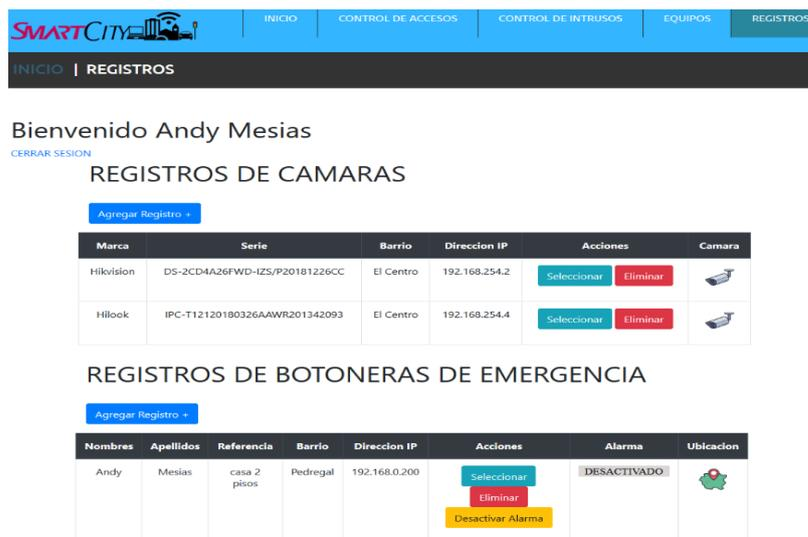 SMARTCITY INICIO CONTROL DE ACCESOS CONTROL DE INTRUSOS EQUIPOS REGISTROS
INICIO | REGISTROS
Bienvenido Andy Mesias
CERRAR SESION
REGISTROS DE CAMARAS
Agregar Registro +
Marca Serie Barrio Direccion IP Acciones Camara
Hikvision DS-2CD4A26FWD-IZS/P20181226CC El Centro 192.168.254.2 Seleccionar Eliminar
Hilook IPC-T12120180326AAWR201342093 El Centro 192.168.254.4 Seleccionar Eliminar
REGISTROS DE BOTONERAS DE EMERGENCIA
Agregar Registro +
Nombres Apellidos Referencia Barrio Direccion IP Acciones Alarma Ubicacion
Andy Mesias casa 2 Pedregal 192.168.0.200 Seleccionar DESACTIVADO
pisos
Eliminar
Desactivar Alarma